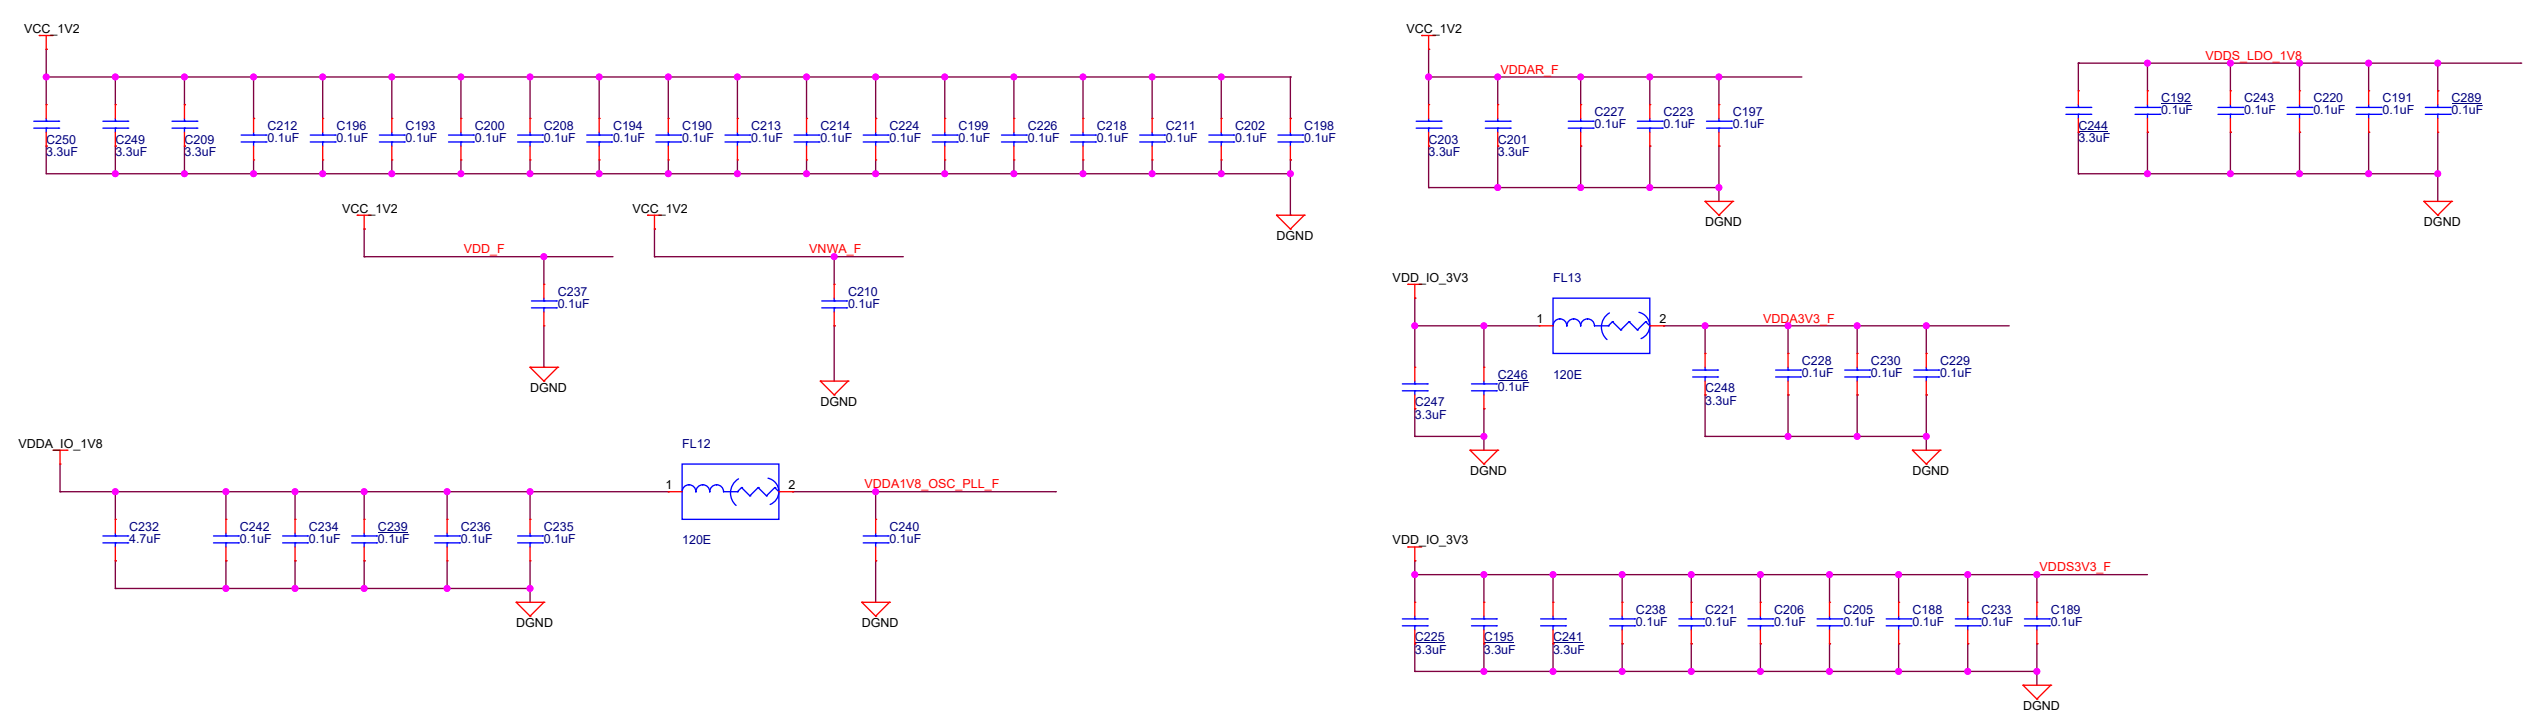 VCC_1V2
C250
3.3uF
C249
3.3uF
C209
3.3uF
C212
0.1uF
C196
0.1uF
C193
0.1uF
C200
0.1uF
C208
0.1uF
C194
0.1uF
C190
0.1uF
C213
0.1uF
C214
0.1uF
C224
0.1uF
C199
0.1uF
C226
0.1uF
C218
0.1uF
C211
0.1uF
C202
0.1uF
C198
0.1uF
DGND
VCC_1V2
VDD_F
C237
0.1uF
DGND
VCC_1V2
VNWA_F
C210
0.1uF
DGND
VDDA_IO_1V8
C232
4.7uF
C242
0.1uF
C234
0.1uF
C239
0.1uF
C236
0.1uF
C235
0.1uF
DGND
FL12
1
2
120E
VDDA1V8_OSC_PLL_F
C240
0.1uF
DGND
VCC_1V2
VDDAR_F
C203
3.3uF
C201
3.3uF
C227
0.1uF
C223
0.1uF
C197
0.1uF
DGND
VDDS_LDO_1V8
C244
3.3uF
C192
0.1uF
C243
0.1uF
C220
0.1uF
C191
0.1uF
C289
0.1uF
DGND
VDD_IO_3V3
C247
3.3uF
C246
0.1uF
DGND
FL13
1
2
120E
VDDA3V3_F
C248
3.3uF
C228
0.1uF
C230
0.1uF
C229
0.1uF
DGND
VDD_IO_3V3
VDDS3V3_F
C225
3.3uF
C195
3.3uF
C241
3.3uF
C238
0.1uF
C221
0.1uF
C206
0.1uF
C205
0.1uF
C188
0.1uF
C233
0.1uF
C189
0.1uF
DGND